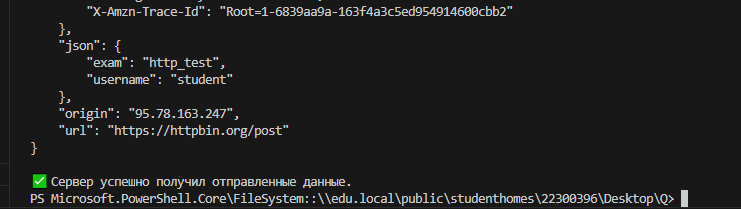 "X-Amzn-Trace-Id": "Root=1-6839aa9a-163f4a3c5ed954914600cbb2"
},
"json": {
"exam": "http_test",
"username": "student"
},
"origin": "95.78.163.247",
"url": "https://httpbin.org/post"
}
✅ Сервер успешно получил отправленные данные.
PS Microsoft.PowerShell.Core\FileSystem::\\edu.local\public\studenthomes\22300396\Desktop\Q>